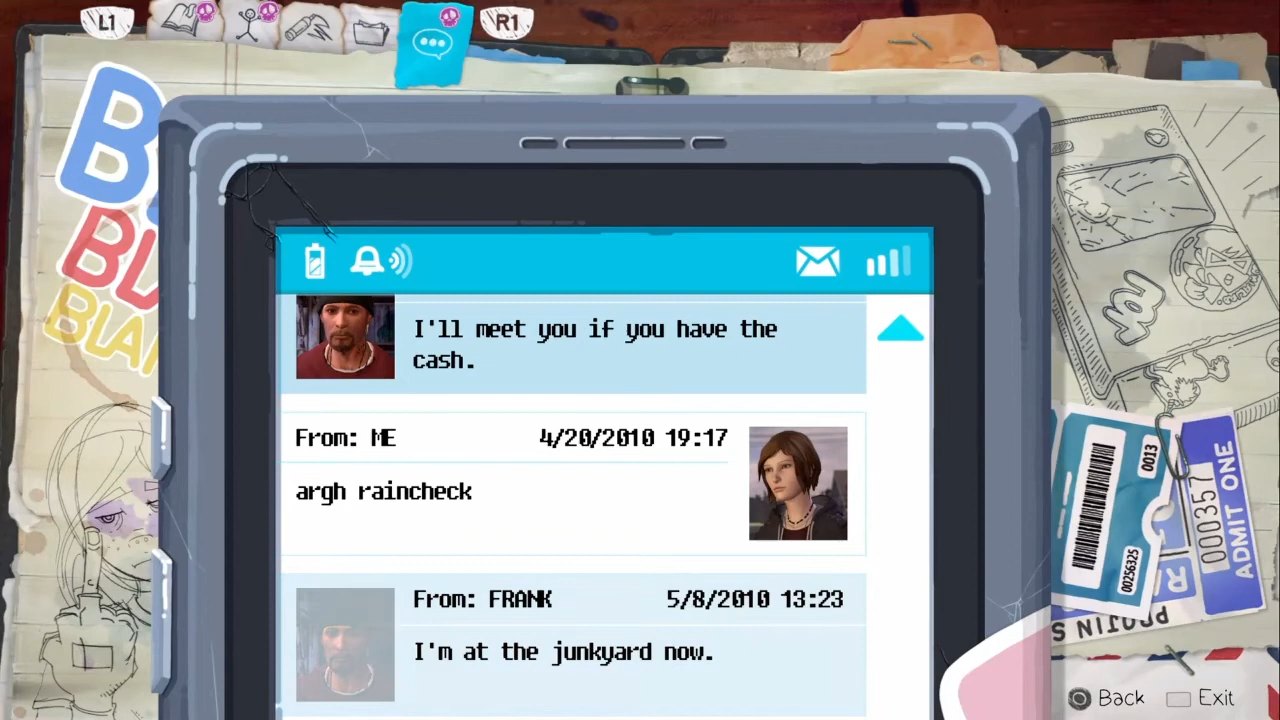 L1
R1
I'll meet you if you have the
cash.
From: ME 4/20/2010 19:17
argh raincheck
From: FRANK 5/8/2010 13:23
I'm at the junkyard now.
0013
00256325
000357
ADMIT ONE
Back
Exit